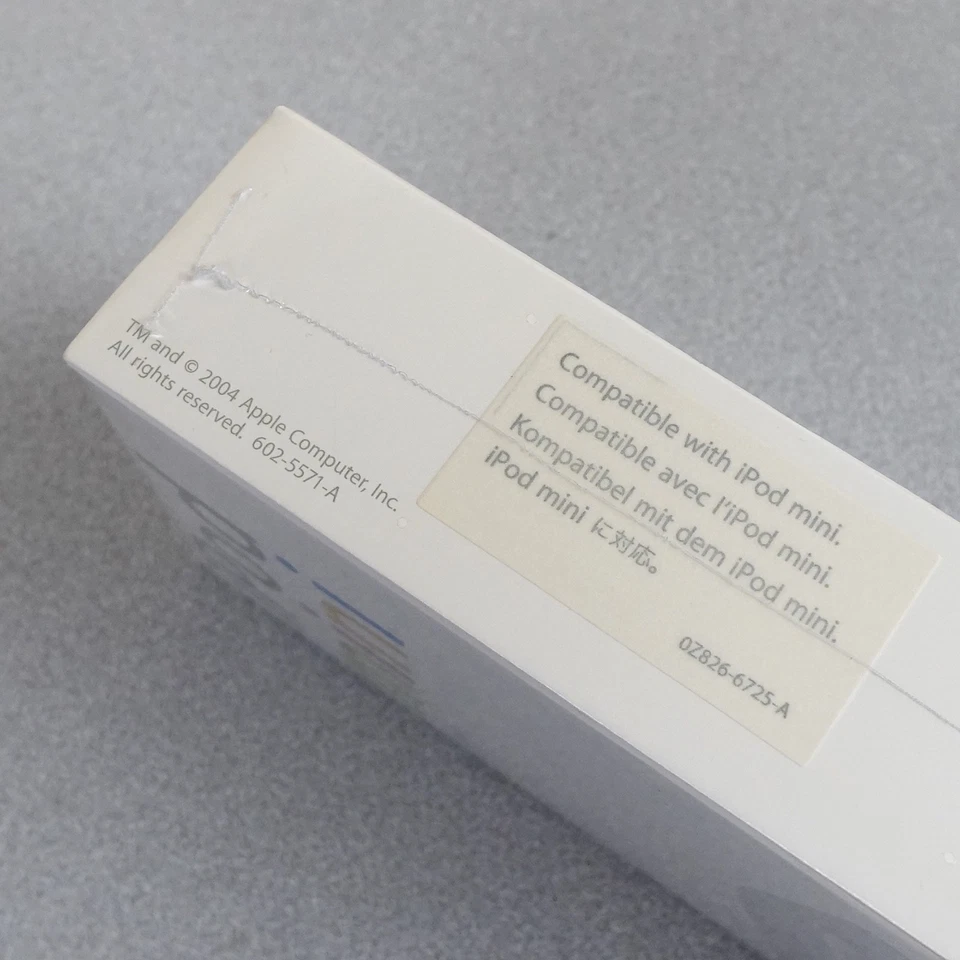 TM and © 2004 Apple Computer, Inc.
All rights reserved. 602-5571-A
Compatible with iPod mini.
Compatible avec l'iPod mini.
Kompatibel mit dem iPod mini.
iPod mini に対応。
0Z826-6725-A